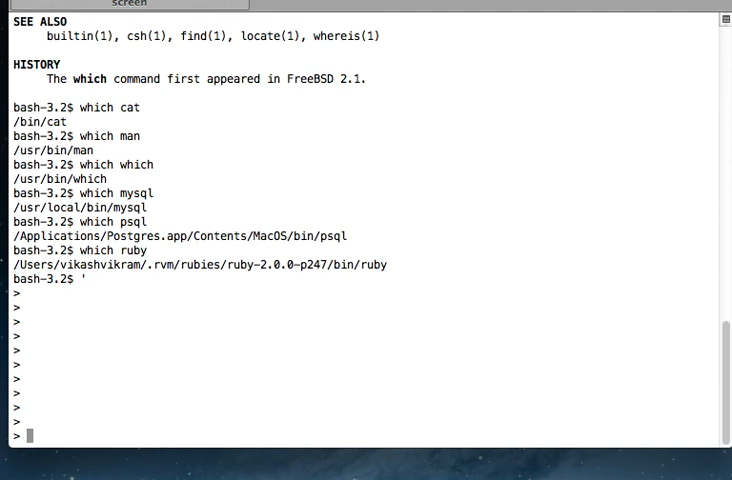 screen
SEE ALSO
builtin(1), csh(1), find(1), locate(1), whereis(1)
HISTORY
The which command first appeared in FreeBSD 2.1.
bash-3.2$ which cat
/bin/cat
bash-3.2$ which man
/usr/bin/man
bash-3.2$ which which
/usr/bin/which
bash-3.2$ which mysql
/usr/local/bin/mysql
bash-3.2$ which psql
/Applications/Postgres.app/Contents/MacOS/bin/psql
bash-3.2$ which ruby
/Users/vikashvikram/.rvm/rubies/ruby-2.0.0-p247/bin/ruby
bash-3.2$ '
>
>
>
>
>
>
>
>
>
>
>